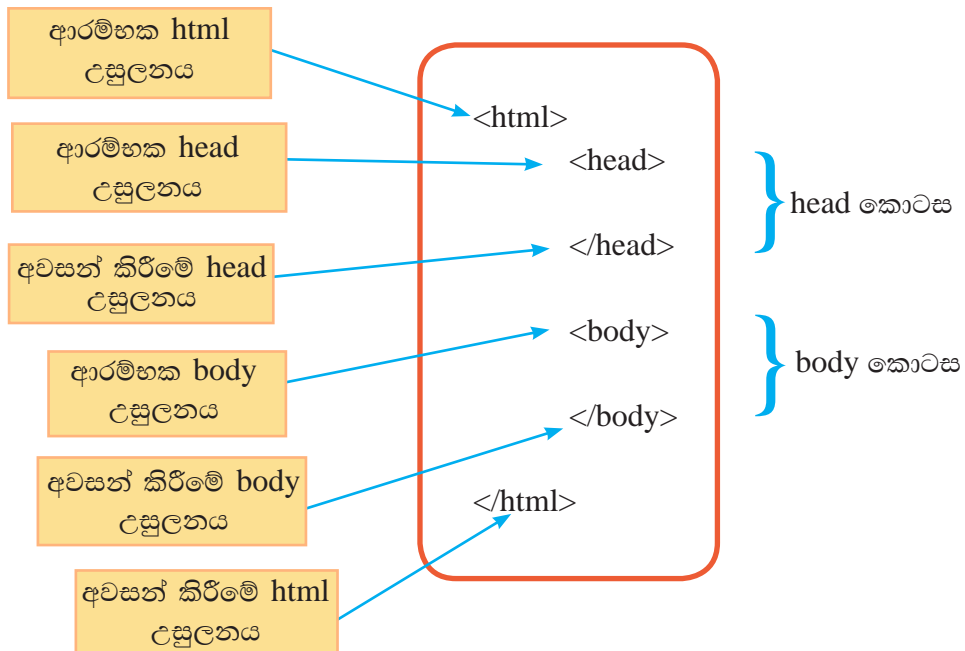 ආරම්භක html
උසුලනය
ආරම්භක head
උසුලනය
අවසන් කිරීමේ head
උසුලනය
ආරම්භක body
උසුලනය
අවසන් කිරීමේ body
උසුලනය
අවසන් කිරීමේ html
උසුලනය
<html>
<head>
</head>
<body>
</body>
</html>
head කොටස
body කොටස